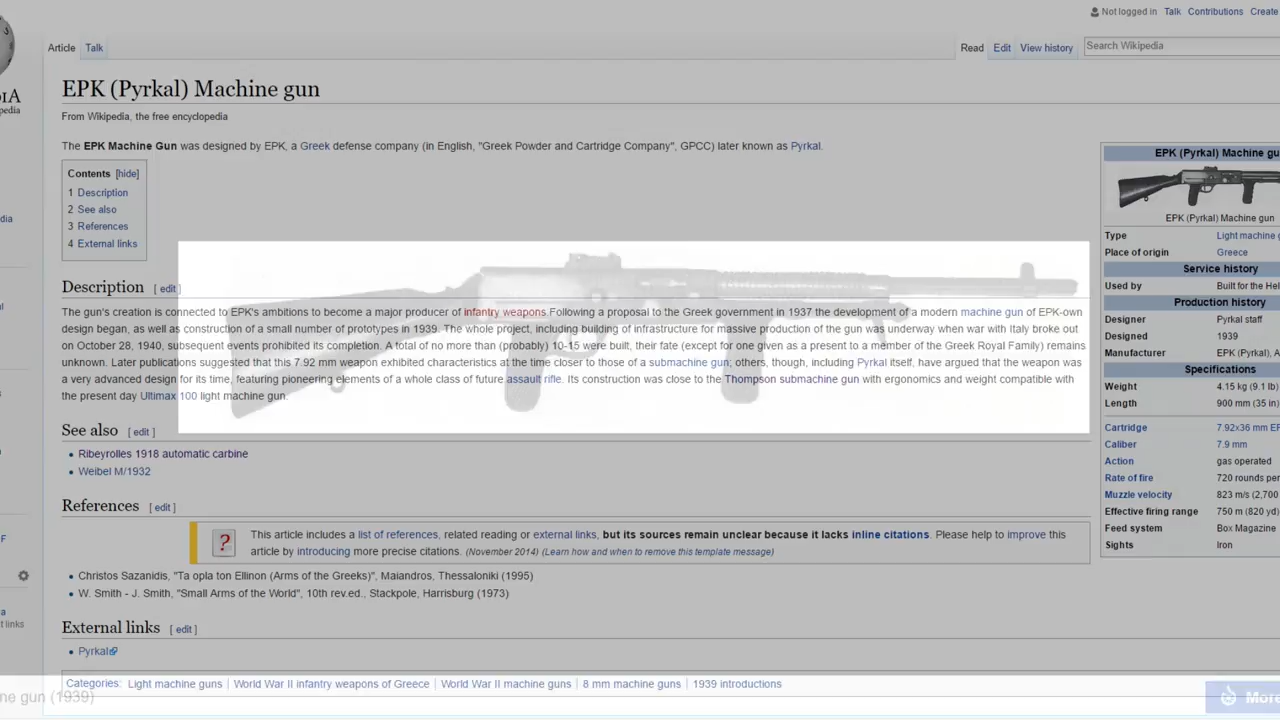 Not logged in Talk Contributions Create
Article Talk
Read Edit View history Search Wikipedia
EPK (Pyrkal) Machine gun
From Wikipedia, the free encyclopedia
The EPK Machine Gun was designed by EPK, a Greek defense company (in English, "Greek Powder and Cartridge Company", GPCC) later known as Pyrkal.
Contents [hide]
1 Description
2 See also
3 References
4 External links
Description [ edit ]
The gun's creation is connected to EPK's ambitions to become a major producer of infantry weapons.Following a proposal to the Greek government in 1937 the development of a modern machine gun of EPK-own
design began, as well as construction of a small number of prototypes in 1939. The whole project, including building of infrastructure for massive production of the gun was underway when war with Italy broke out
on October 28, 1940, subsequent events prohibited its completion. A total of no more than (probably) 10-15 were built, their fate (except for one given as a present to a member of the Greek Royal Family) remains
unknown. Later publications suggested that this 7.92 mm weapon exhibited characteristics at the time closer to those of a submachine gun; others, though, including Pyrkal itself, have argued that the weapon was
a very advanced design for its time, featuring pioneering elements of a whole class of future assault rifle. Its construction was close to the Thompson submachine gun with ergonomics and weight compatible with
the present day Ultimax 100 light machine gun.
See also [ edit ]
Ribeyrolles 1918 automatic carbine
Weibel M/1932
References [ edit ]
This article includes a list of references, related reading or external links, but its sources remain unclear because it lacks inline citations. Please help to improve this
article by introducing more precise citations. (November 2014) (Learn how and when to remove this template message)
Christos Sazanidis, "Ta opla ton Ellinon (Arms of the Greeks)", Maiandros, Thessaloniki (1995)
W. Smith - J. Smith, "Small Arms of the World", 10th rev.ed., Stackpole, Harrisburg (1973)
External links [ edit ]
Pyrkal
Categories: Light machine guns | World War II infantry weapons of Greece | World War II machine guns | 8 mm machine guns | 1939 introductions
EPK (Pyrkal) Machine gu
EPK (Pyrkal) Machine gun
Type Light machine g
Place of origin Greece
Service history
Used by Built for the Hel
Production history
Designer Pyrkal staff
Designed 1939
Manufacturer EPK (Pyrkal), A
Specifications
Weight 4.15 kg (9.1 lb)
Length 900 mm (35 in)
Cartridge 7.92x36 mm EP
Caliber 7.9 mm
Action gas operated
Rate of fire 720 rounds per
Muzzle velocity 823 m/s (2,700
Effective firing range 750 m (820 yd)
Feed system Box Magazine
Sights Iron
ne gun (1939)
More